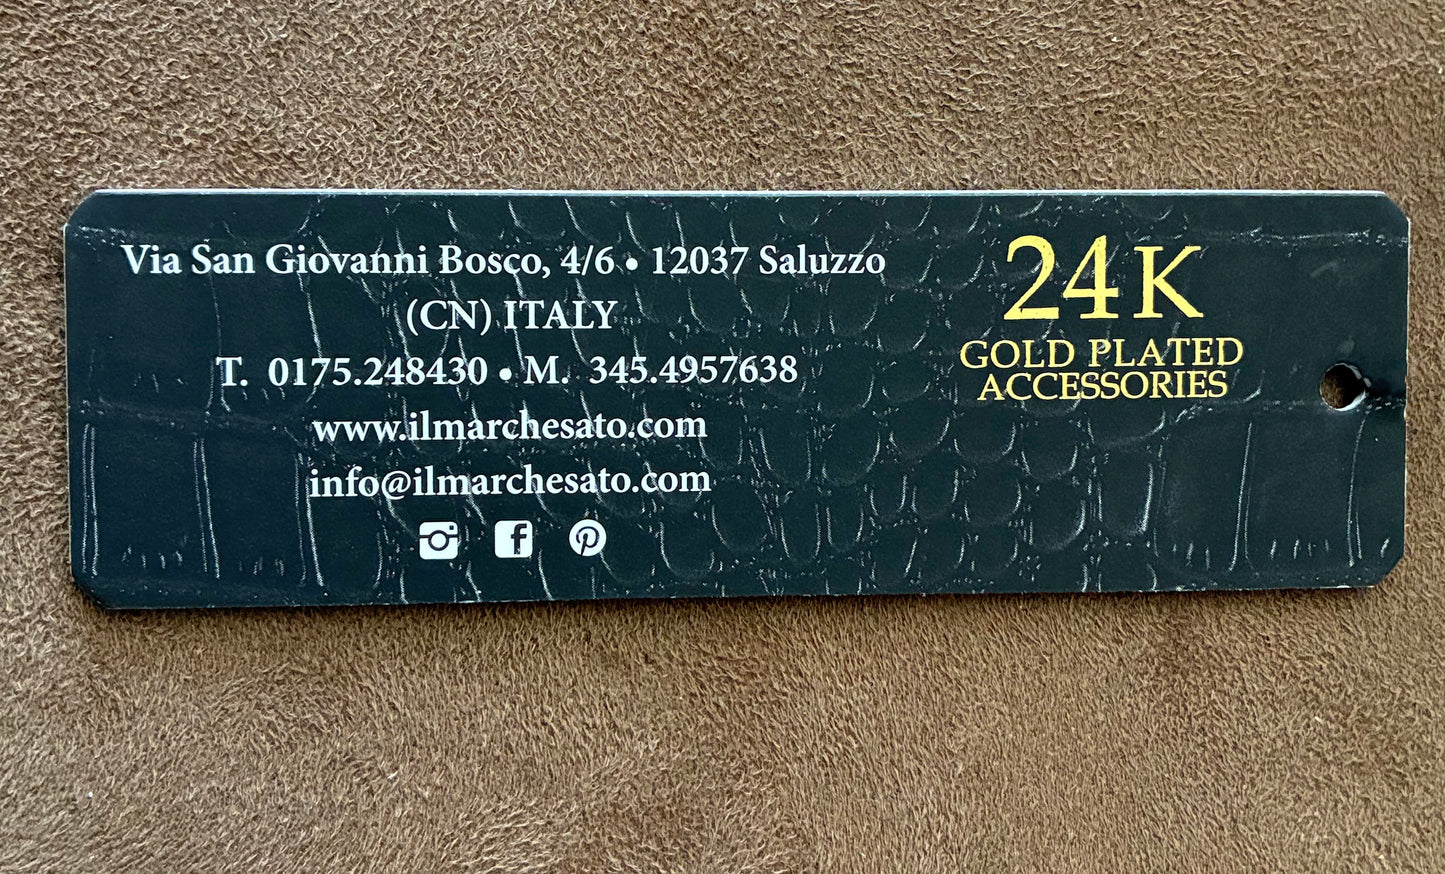 Via San Giovanni Bosco, 4/6 • 12037 Saluzzo
(CN) ITALY
T. 0175.248430 • M. 345.4957638
www.ilmarchesato.com
info@ilmarchesato.com
24K
GOLD PLATED
ACCESSORIES